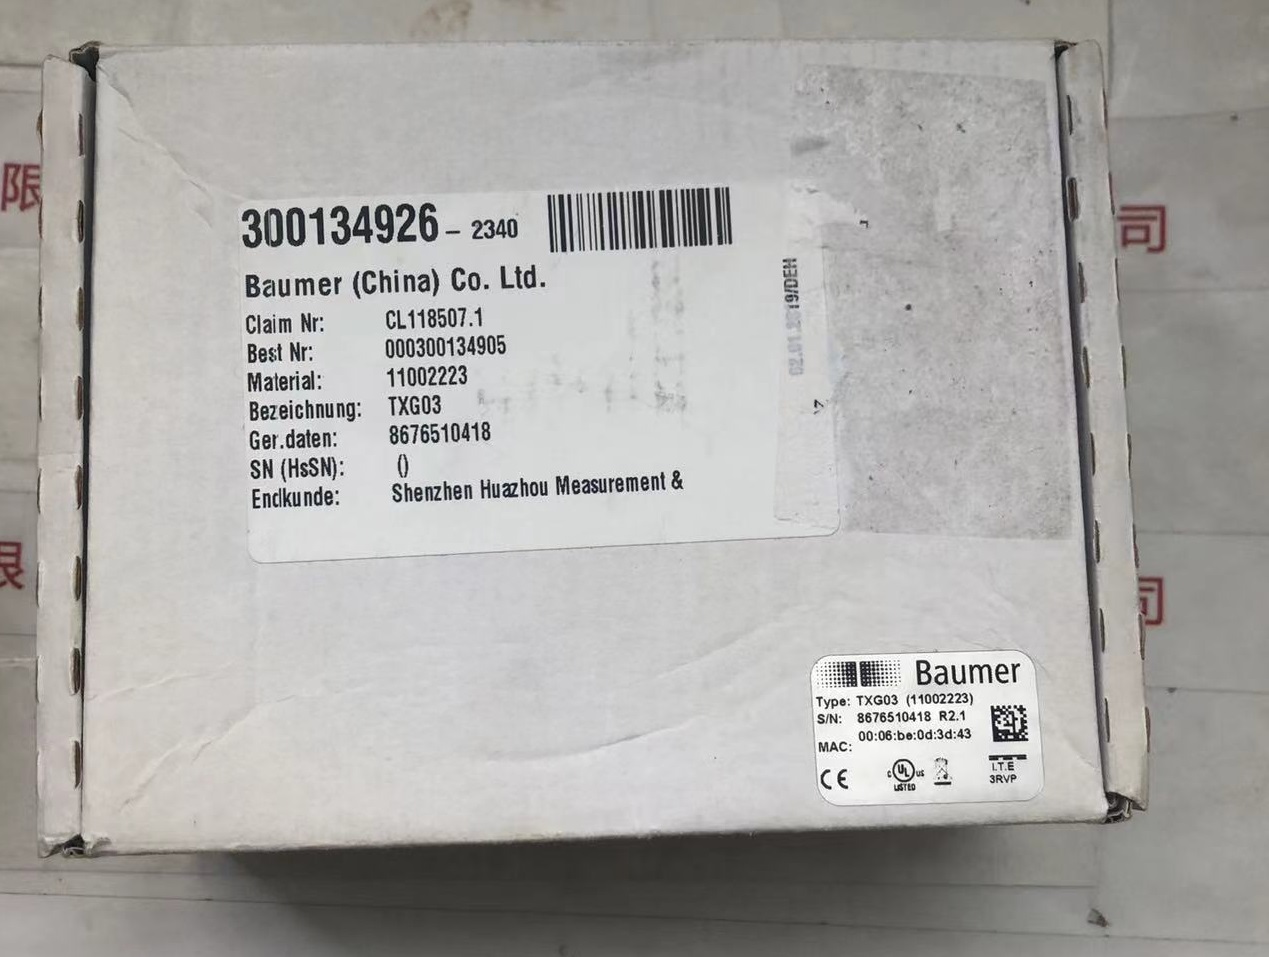 300134926 - 2340
Baumer (China) Co. Ltd.
Claim Nr: CL118507.1
Best Nr: 000300134905
Material: 11002223
Bezeichnung: TXG03
Ger.daten: 8676510418
SN (HsSN): ()
Endkunde: Shenzhen Huazhou Measurement &
Baumer
Type: TXG03 (11002223)
S/N: 8676510418 R2.1
MAC: 00:06:be:0d:3d:43
CE
c UL us
LISTED
I.T.E
3RVP
限
司
限
司